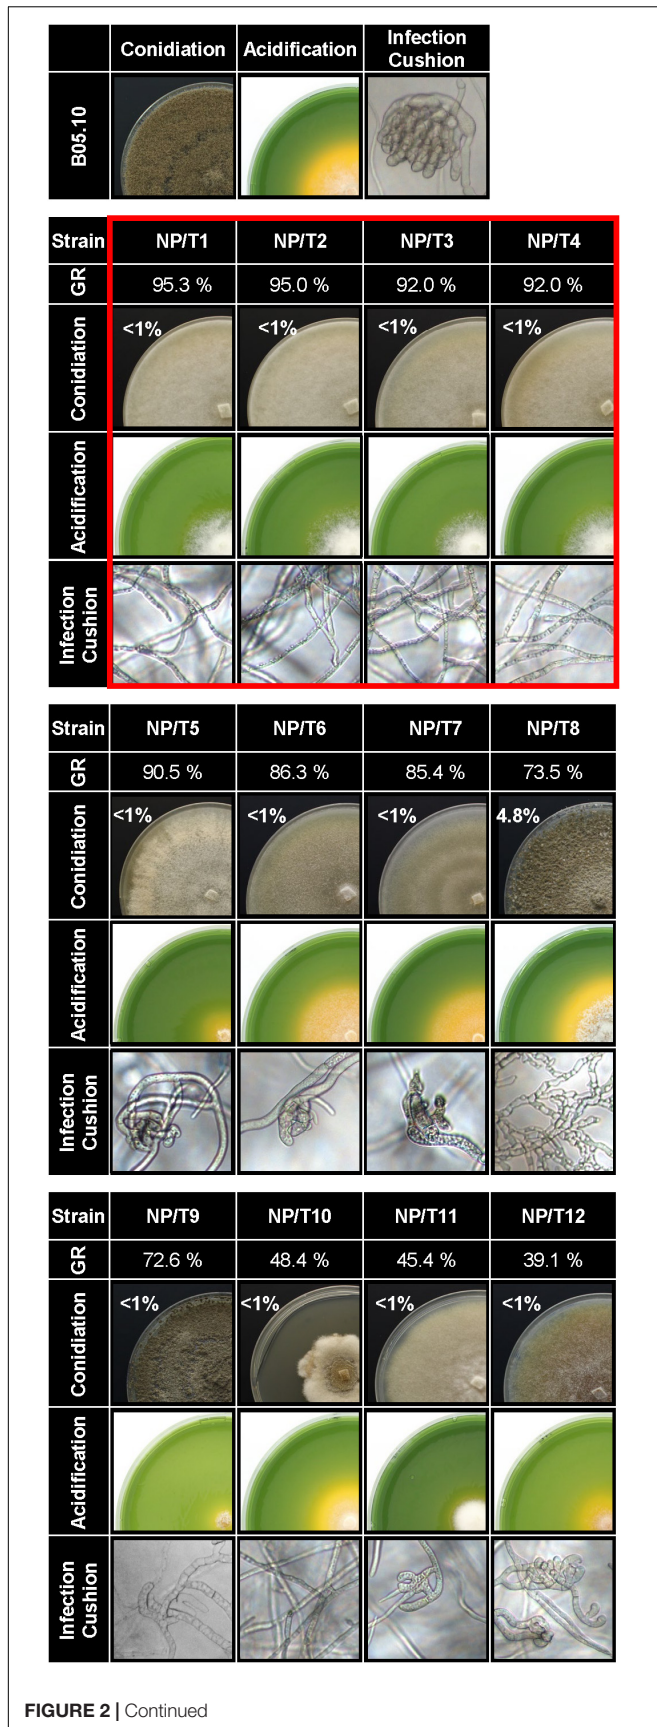 Conidiation Acidification Infection Cushion
B05.10
Strain NP/T1 NP/T2 NP/T3 NP/T4
GR 95.3 % 95.0 % 92.0 % 92.0 %
Conidiation <1% <1% <1% <1%
Acidification
Infection Cushion
Strain NP/T5 NP/T6 NP/T7 NP/T8
GR 90.5 % 86.3 % 85.4 % 73.5 %
Conidiation <1% <1% <1% 4.8%
Acidification
Infection Cushion
Strain NP/T9 NP/T10 NP/T11 NP/T12
GR 72.6 % 48.4 % 45.4 % 39.1 %
Conidiation <1% <1% <1% <1%
Acidification
Infection Cushion
FIGURE 2 | Continued